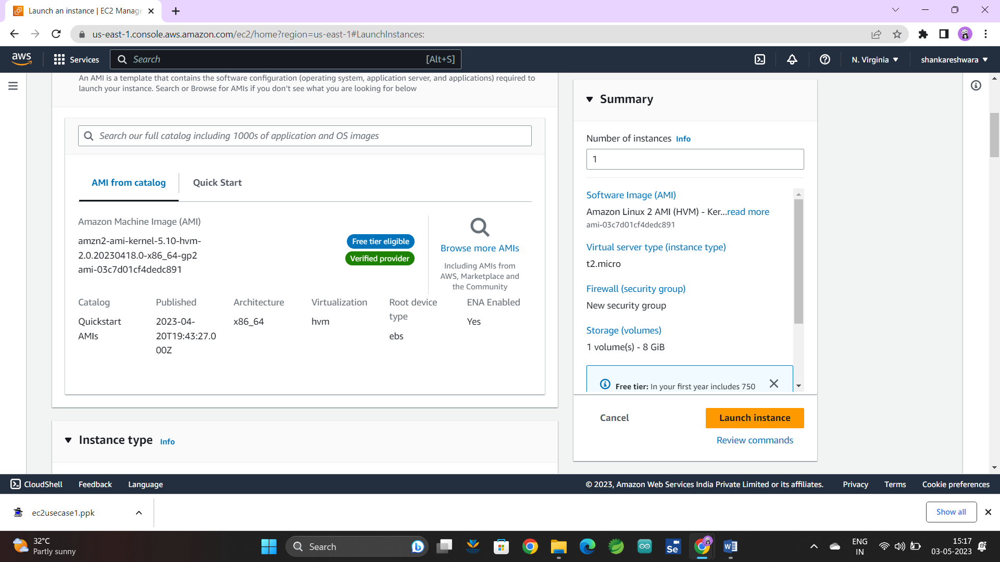 Launch an instance | EC2 Manage
us-east-1.console.aws.amazon.com/ec2/home?region=us-east-1#LaunchInstances:
aws
Services
Search
[Alt+S]
N. Virginia
shankareshwara
An AMI is a template that contains the software configuration (operating system, application server, and applications) required to
launch your instance. Search or Browse for AMIs if you don't see what you are looking for below
Search our full catalog including 1000s of application and OS images
AMI from catalog
Quick Start
Amazon Machine Image (AMI)
amzn2-ami-kernel-5.10-hvm-
2.0.20230418.0-x86_64-gp2
ami-03c7d01cf4dedc891
Free tier eligible
Verified provider
Browse more AMIs
Including AMIs from
AWS, Marketplace and
the Community
Catalog
Quickstart
AMIs
Published
2023-04-
20T19:43:27.0
00Z
Architecture
x86_64
Virtualization
hvm
Root device
type
ebs
ENA Enabled
Yes
Instance type
Info
Summary
Number of instances
Info
1
Software Image (AMI)
Amazon Linux 2 AMI (HVM) - Ker...read more
ami-03c7d01cf4dedc891
Virtual server type (instance type)
t2.micro
Firewall (security group)
New security group
Storage (volumes)
1 volume(s) - 8 GiB
Free tier: In your first year includes 750
Cancel
Launch instance
Review commands
CloudShell
Feedback
Language
© 2023, Amazon Web Services India Private Limited or its affiliates.
Privacy
Terms
Cookie preferences
ec2usecase1.ppk
Show all
32°C
Partly sunny
Search
Se
ENG
IN
15:17
03-05-2023